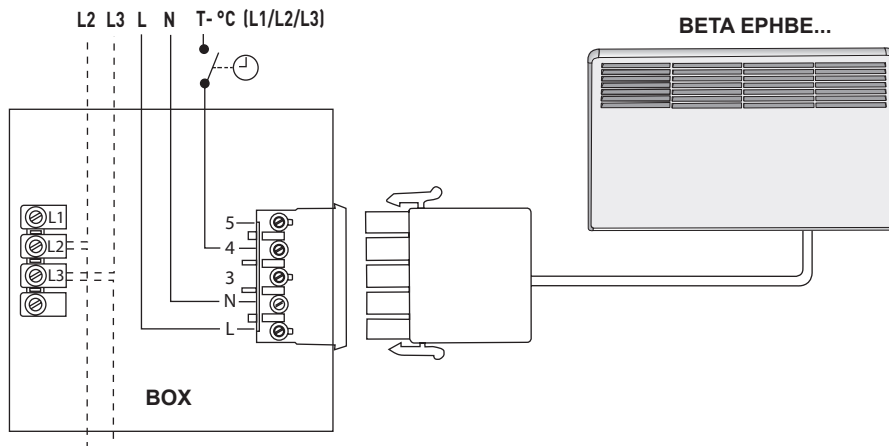 L2 L3 L N T- °C (L1/L2/L3)
BETA EPHBE...
L1
L2
L3
5
4
3
N
L
BOX